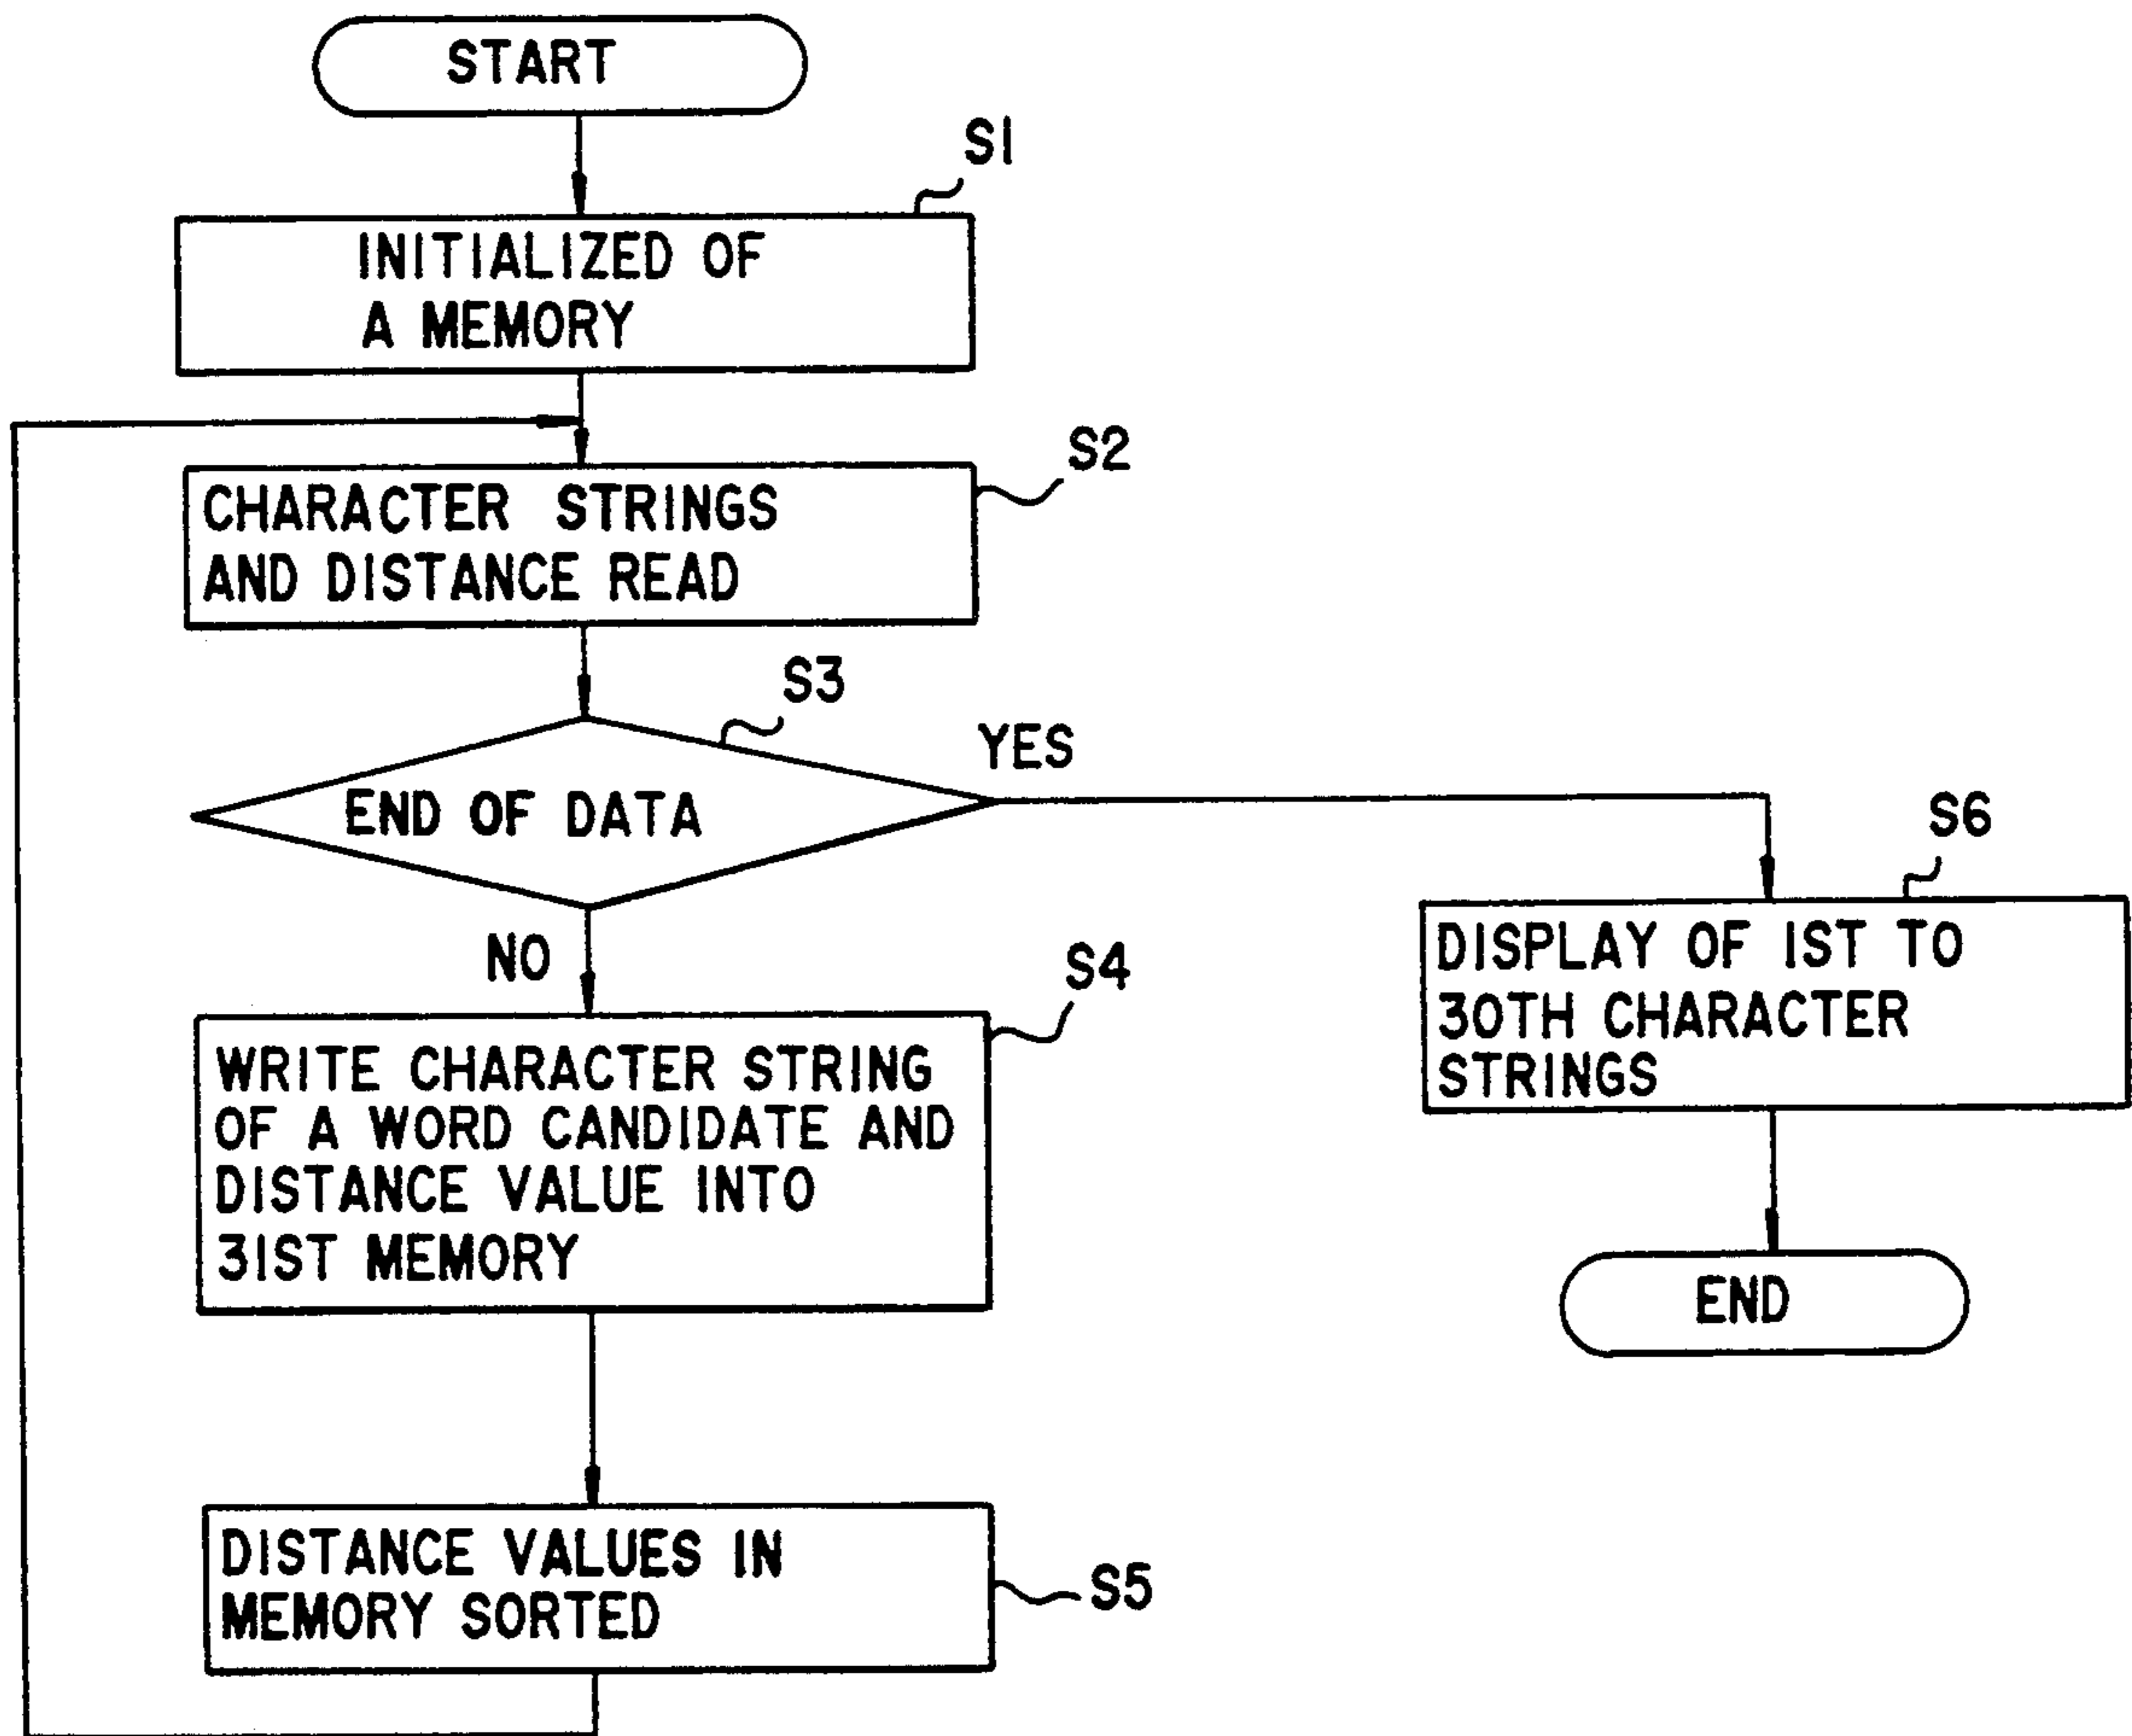 START
S1
INITIALIZED OF
A MEMORY
S2
CHARACTER STRINGS
AND DISTANCE READ
S3
YES
END OF DATA
S6
NO
DISPLAY OF 1ST TO
30TH CHARACTER
STRINGS
S4
WRITE CHARACTER STRING
OF A WORD CANDIDATE AND
DISTANCE VALUE INTO
31ST MEMORY
END
DISTANCE VALUES IN
MEMORY SORTED
S5